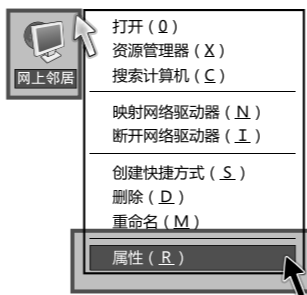 网上邻居
打开(0)
资源管理器(X)
搜索计算机(C)
映射网络驱动器(N)
断开网络驱动器(I)
创建快捷方式(S)
删除(D)
重命名(M)
属性(R)